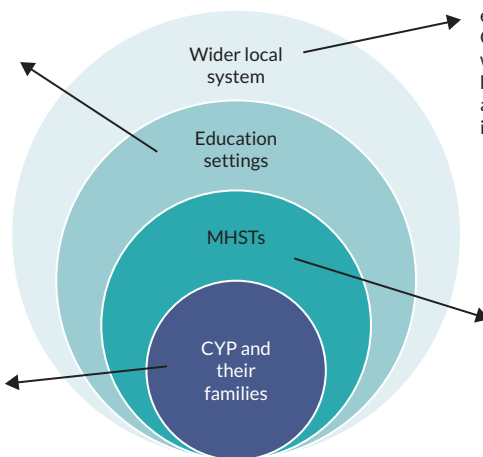 Wider local
system
Education
settings
MHSTs
CYP and
their
families